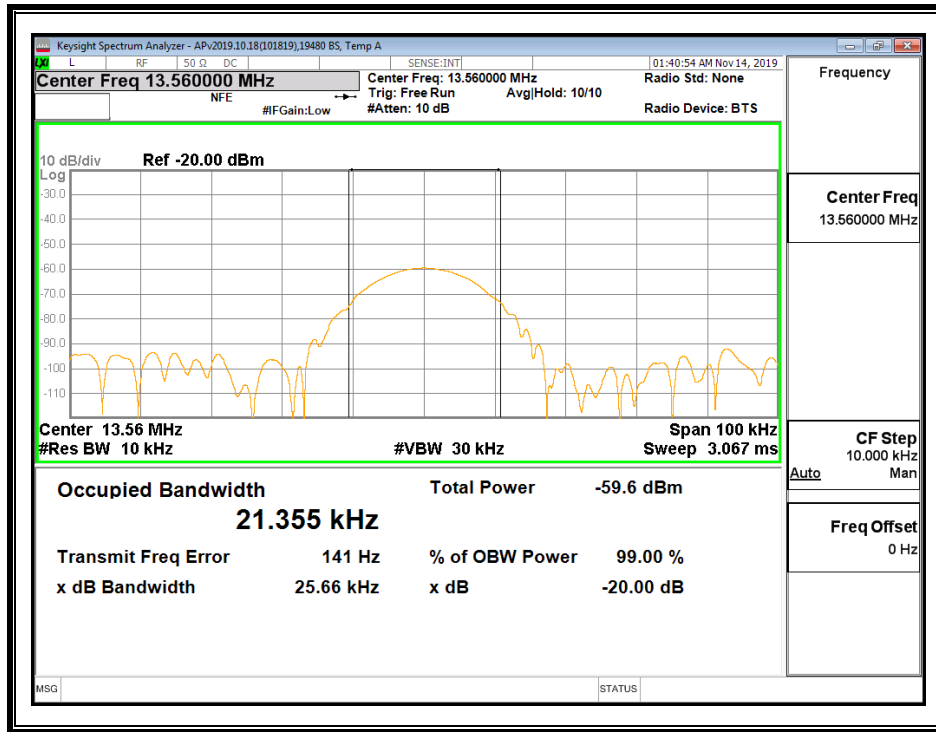 Keysight Spectrum Analyzer - APv2019.10.18(101819),19480 BS, Temp A
LXI L RF 50 Ω DC SENSE:INT 01:40:54 AM Nov 14, 2019
Center Freq 13.560000 MHz
NFE
#IFGain:Low
Center Freq: 13.560000 MHz
Trig: Free Run Avg|Hold: 10/10
#Atten: 10 dB
Radio Std: None
Radio Device: BTS
10 dB/div Ref -20.00 dBm
Log
-30.0
-40.0
-50.0
-60.0
-70.0
-80.0
-90.0
-100
-110
Center 13.56 MHz Span 100 kHz
#Res BW 10 kHz #VBW 30 kHz Sweep 3.067 ms
Occupied Bandwidth Total Power -59.6 dBm
21.355 kHz
Transmit Freq Error 141 Hz % of OBW Power 99.00 %
x dB Bandwidth 25.66 kHz x dB -20.00 dB
MSG STATUS
Frequency
Center Freq
13.560000 MHz
CF Step
10.000 kHz
Auto Man
Freq Offset
0 Hz